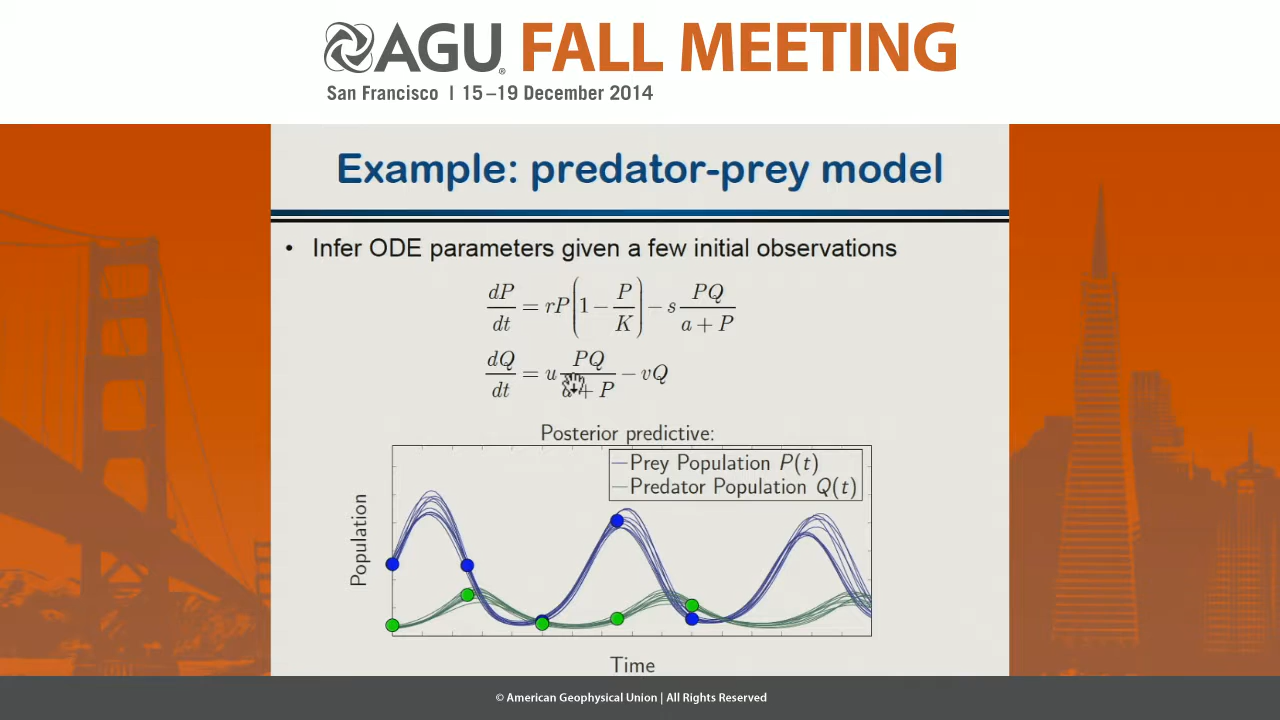 AGU® FALL MEETING
San Francisco | 15–19 December 2014
Example: predator-prey model
• Infer ODE parameters given a few initial observations
dP/dt = rP(1 − P/K) − s PQ/(a + P)
dQ/dt = u PQ/(a + P) − vQ
Posterior predictive:
Prey Population P(t)
Predator Population Q(t)
Population
Time
© American Geophysical Union | All Rights Reserved